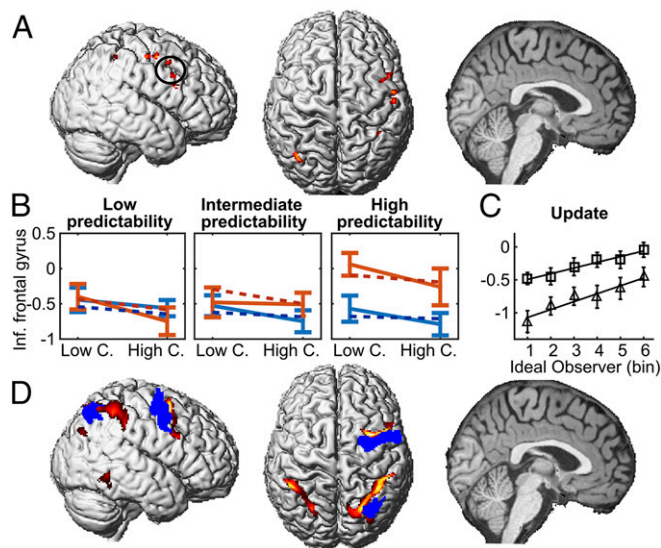 A
B
Low
predictability
Intermediate
predictability
High
predictability
C
Update
Inf. frontal gyrus
0.5
0
-0.5
-1
Low C. High C.
Low C. High C.
Low C. High C.
0
-0.5
-1
1 2 3 4 5 6
Ideal Observer (bin)
D